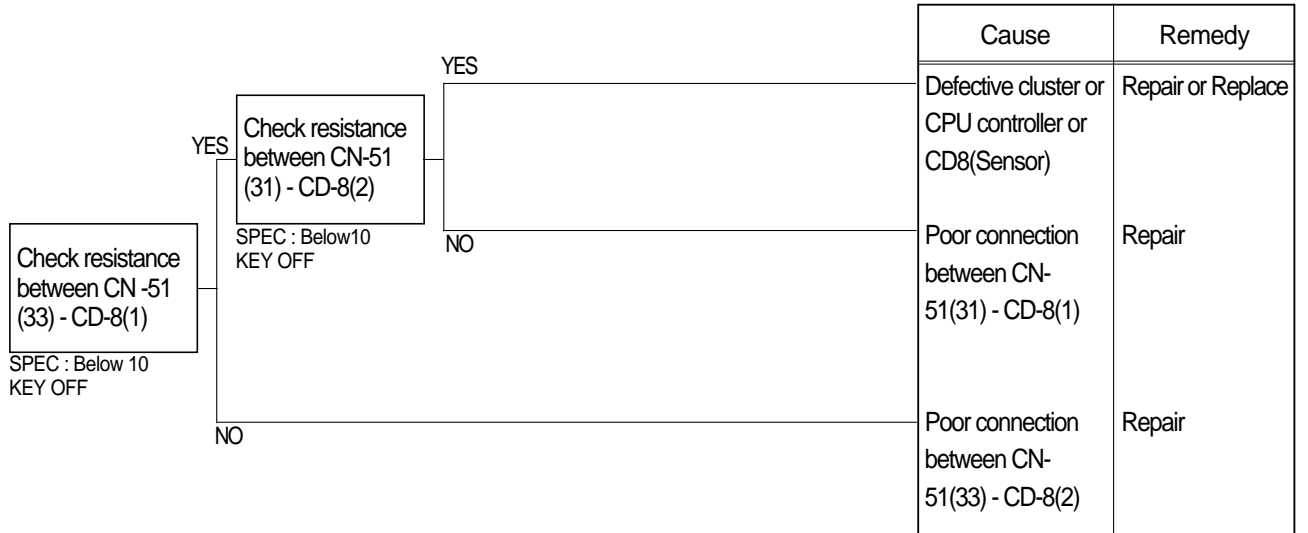 Cause
Remedy
YES
Defective cluster or
CPU controller or
CD8(Sensor)
Repair or Replace
YES
Check resistance
between CN-51
(31) - CD-8(2)
SPEC : Below10
KEY OFF
NO
Poor connection
between CN-
51(31) - CD-8(1)
Repair
Check resistance
between CN -51
(33) - CD-8(1)
SPEC : Below 10
KEY OFF
NO
Poor connection
between CN-
51(33) - CD-8(2)
Repair